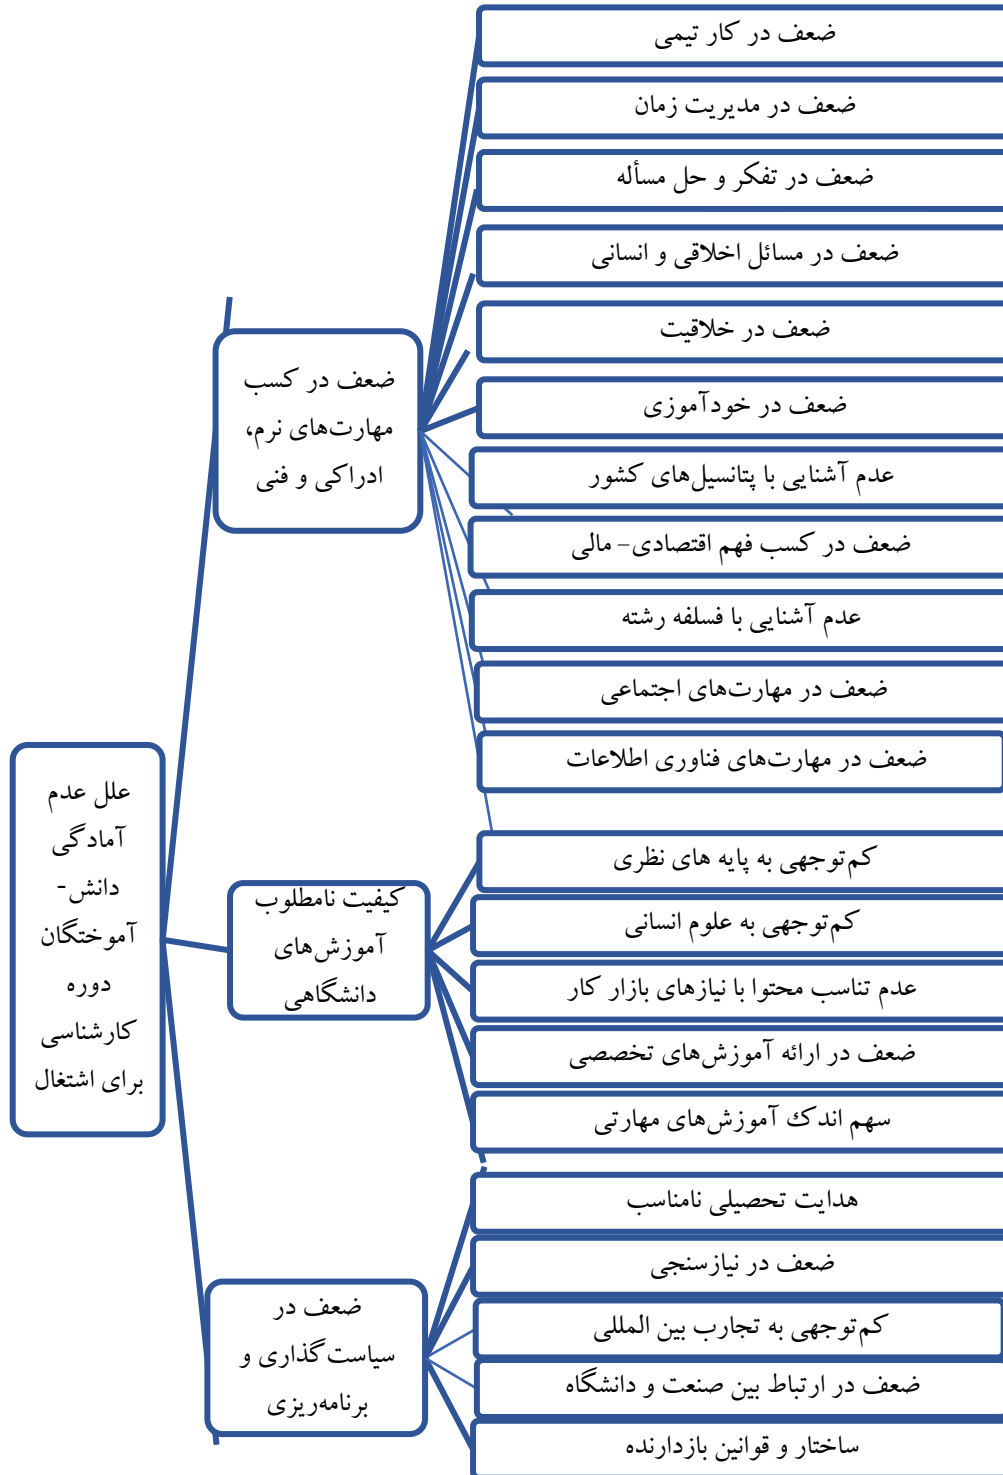 علل عدم
آمادگی
دانش-
آموختگان
دوره
کارشناسی
برای اشتغال
ضعف در کسب
مهارت‌های نرم،
ادراکی و فنی
ضعف در کار تیمی
ضعف در مدیریت زمان
ضعف در تفکر و حل مسأله
ضعف در مسائل اخلاقی و انسانی
ضعف در خلاقیت
ضعف در خودآموزی
عدم آشنایی با پتانسیل‌های کشور
ضعف در کسب فهم اقتصادی- مالی
عدم آشنایی با فسلفه رشته
ضعف در مهارت‌های اجتماعی
ضعف در مهارت‌های فناوری اطلاعات
کیفیت نامطلوب
آموزش‌های
دانشگاهی
کم‌توجهی به پایه های نظری
کم‌توجهی به علوم انسانی
عدم تناسب محتوا با نیازهای بازار کار
ضعف در ارائه آموزش‌های تخصصی
سهم اندک آموزش‌های مهارتی
ضعف در
سیاست‌گذاری و
برنامه‌ریزی
هدایت تحصیلی نامناسب
ضعف در نیازسنجی
کم‌توجهی به تجارب بین المللی
ضعف در ارتباط بین صنعت و دانشگاه
ساختار و قوانین بازدارنده